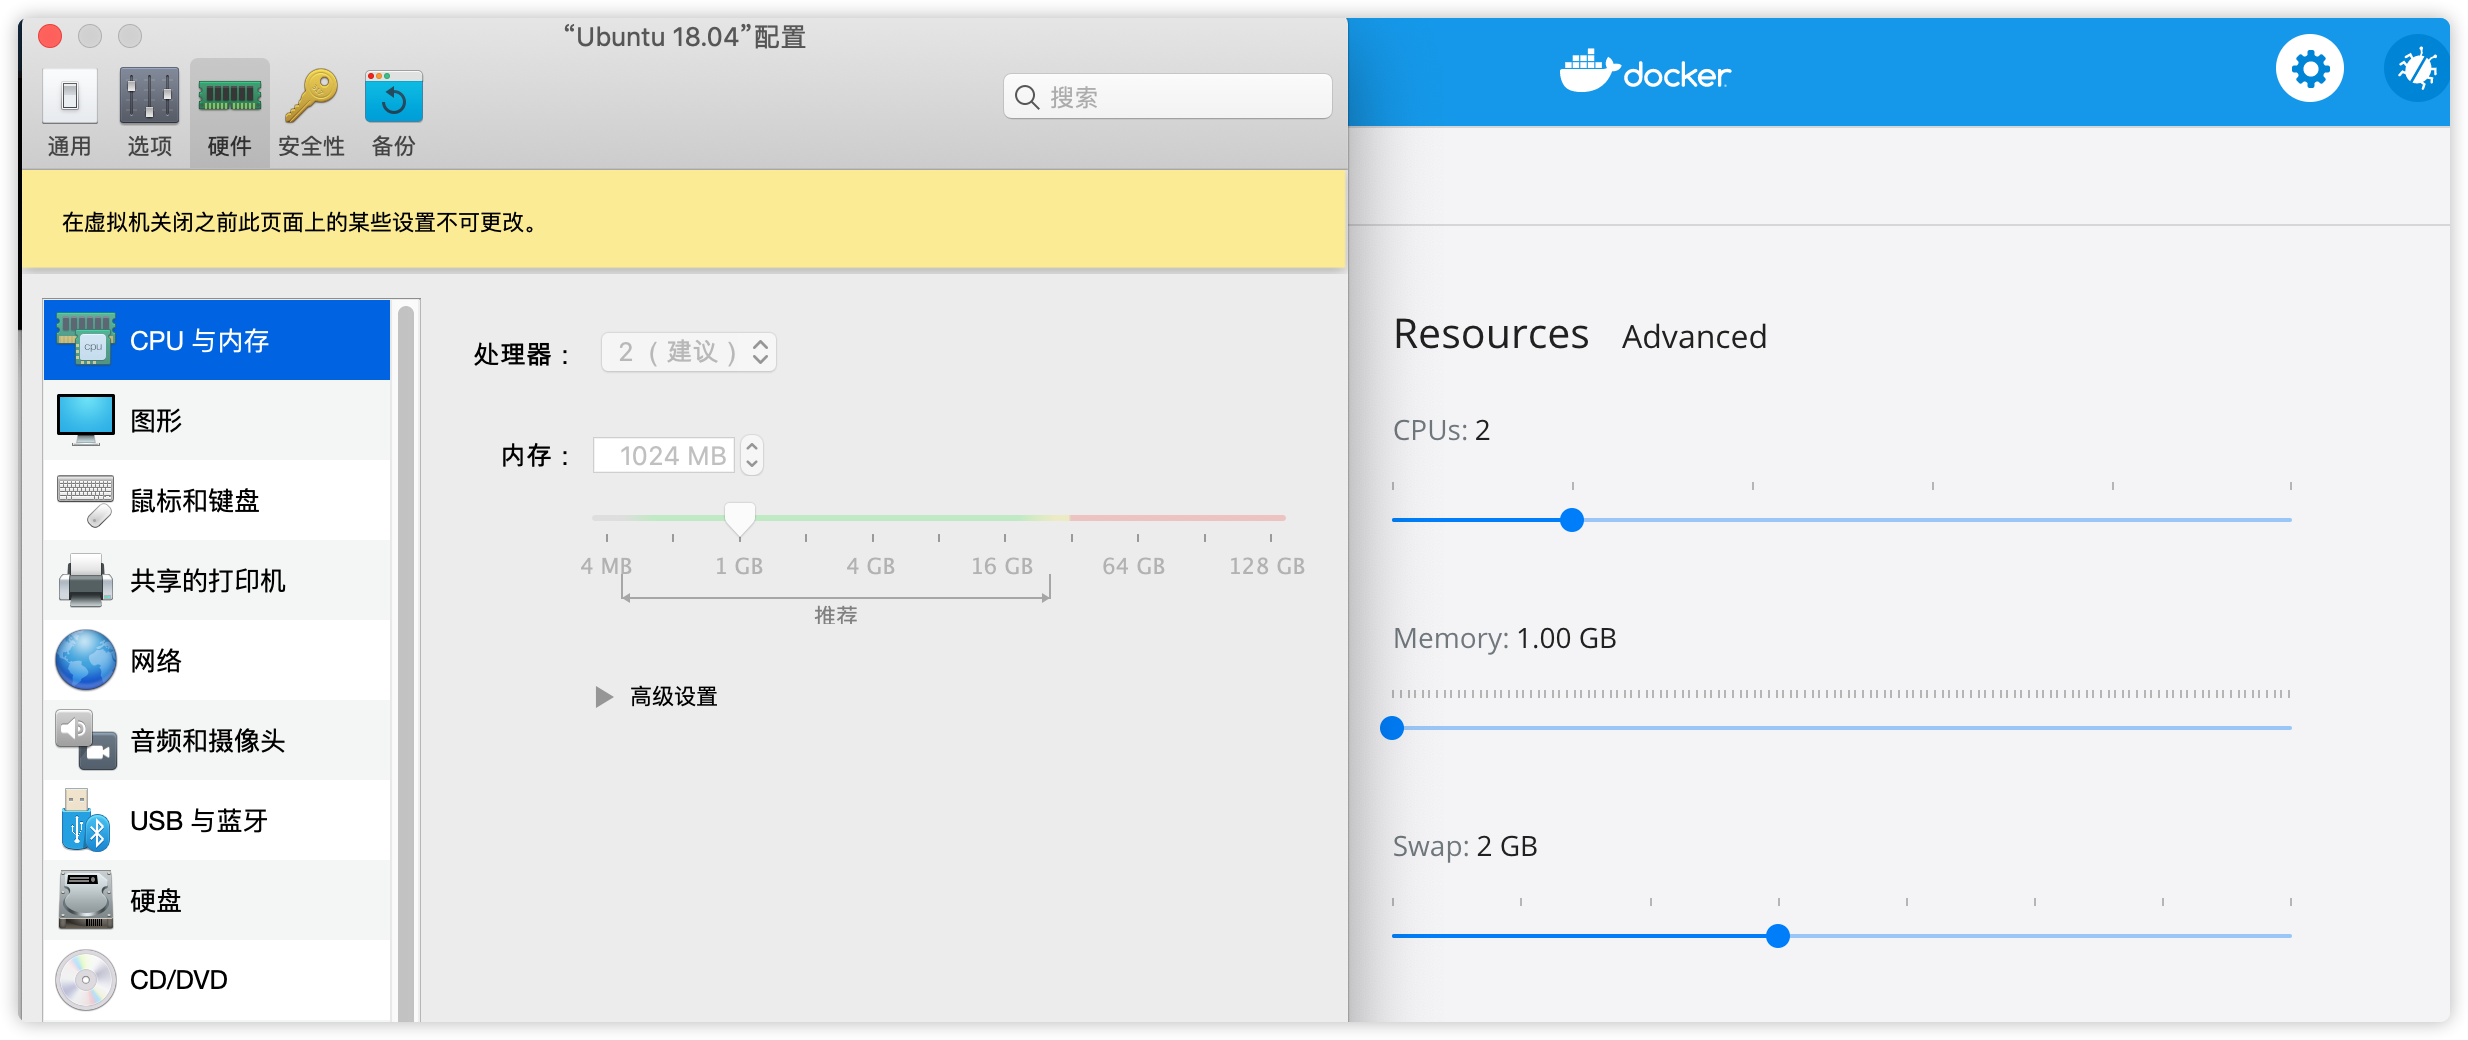 “Ubuntu 18.04”配置
通用
选项
硬件
安全性
备份
搜索
在虚拟机关闭之前此页面上的某些设置不可更改。
CPU 与内存
cpu
图形
鼠标和键盘
共享的打印机
网络
音频和摄像头
USB 与蓝牙
硬盘
CD/DVD
处理器：
2（建议）
内存：
1024 MB
4 MB
1 GB
4 GB
16 GB
64 GB
128 GB
推荐
高级设置
docker
Resources Advanced
CPUs: 2
Memory: 1.00 GB
Swap: 2 GB